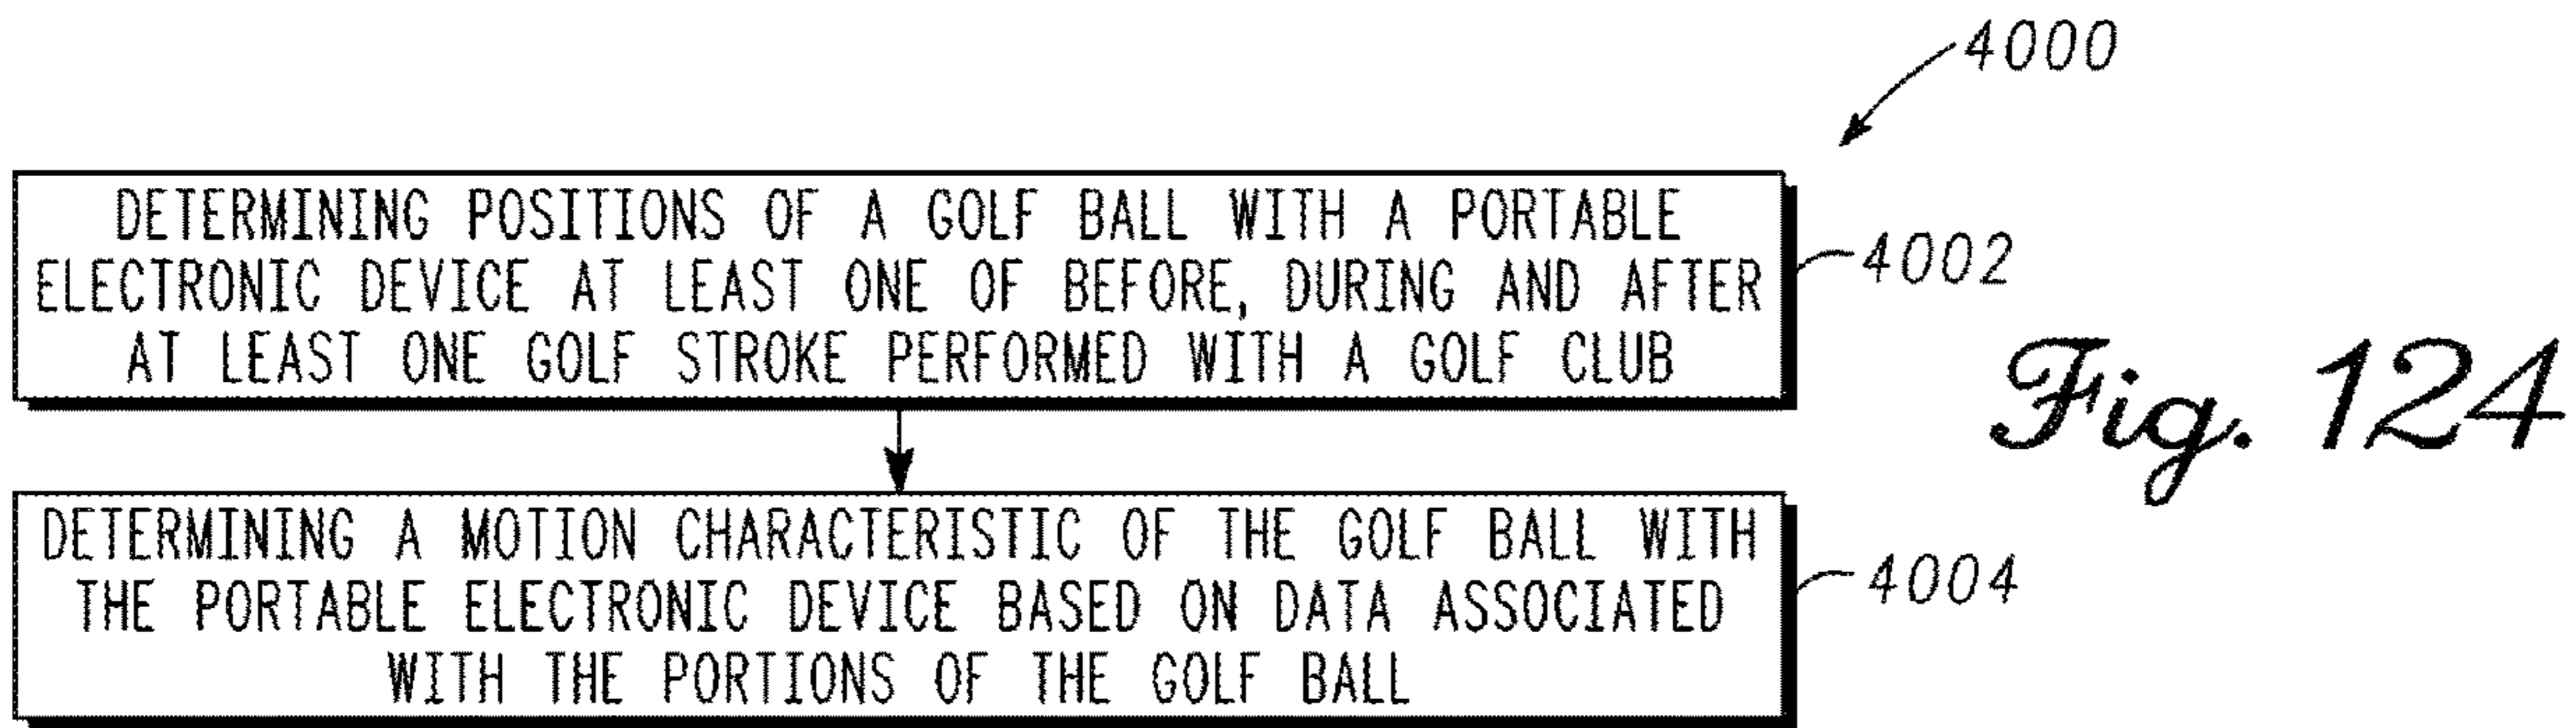 4000
DETERMINING POSITIONS OF A GOLF BALL WITH A PORTABLE
ELECTRONIC DEVICE AT LEAST ONE OF BEFORE, DURING AND AFTER
AT LEAST ONE GOLF STROKE PERFORMED WITH A GOLF CLUB
4002
Fig. 124
DETERMINING A MOTION CHARACTERISTIC OF THE GOLF BALL WITH
THE PORTABLE ELECTRONIC DEVICE BASED ON DATA ASSOCIATED
WITH THE PORTIONS OF THE GOLF BALL
4004